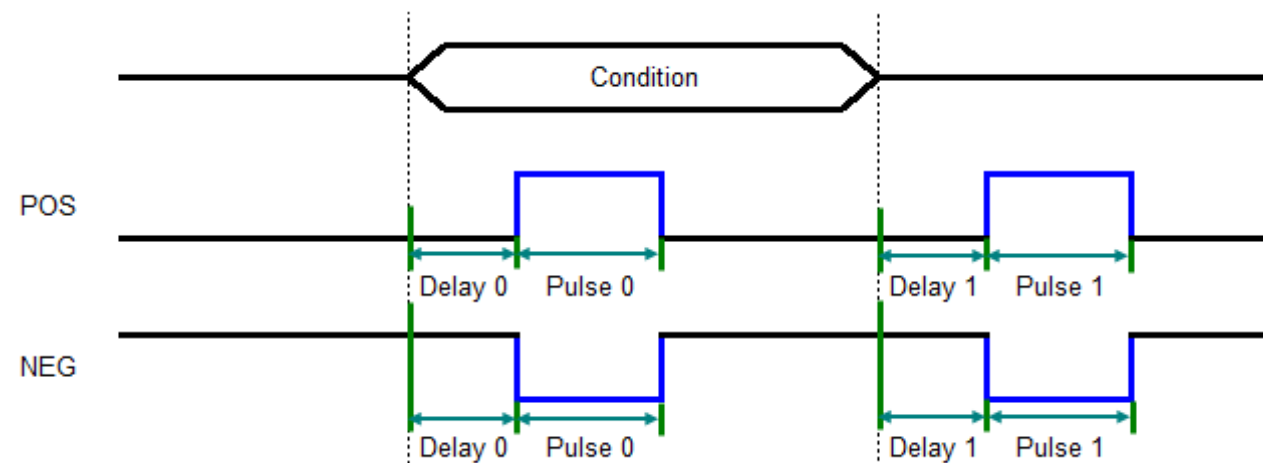 Condition
POS
Delay 0 Pulse 0 Delay 1 Pulse 1
NEG
Delay 0 Pulse 0 Delay 1 Pulse 1